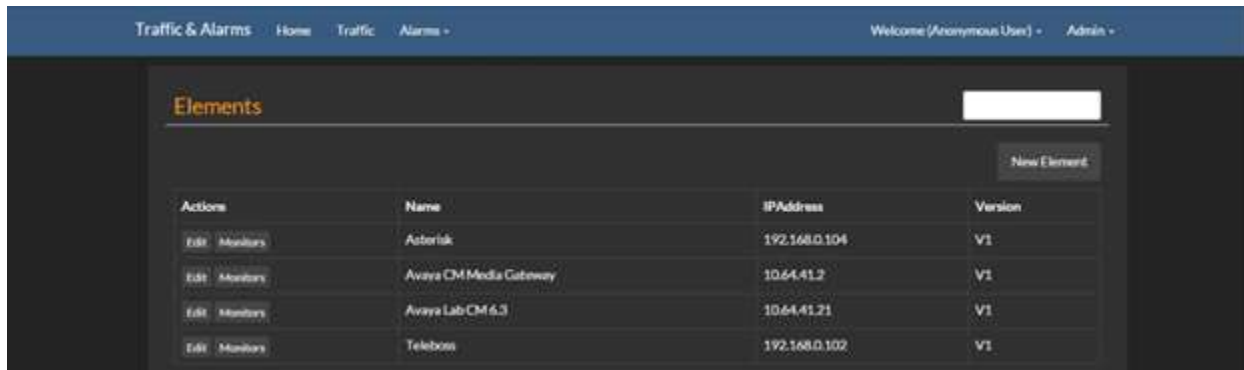 Traffic & Alarms Home Traffic Alarms Welcome (Anonymous User) Admin
Elements
New Element
Actions Name IPAddress Version
Edit Monitors Asterisk 192.168.0.104 V1
Edit Monitors Avaya CM Media Gateway 10.64.41.2 V1
Edit Monitors Avaya Lab CM 6.3 10.64.41.21 V1
Edit Monitors Teleboss 192.168.0.102 V1